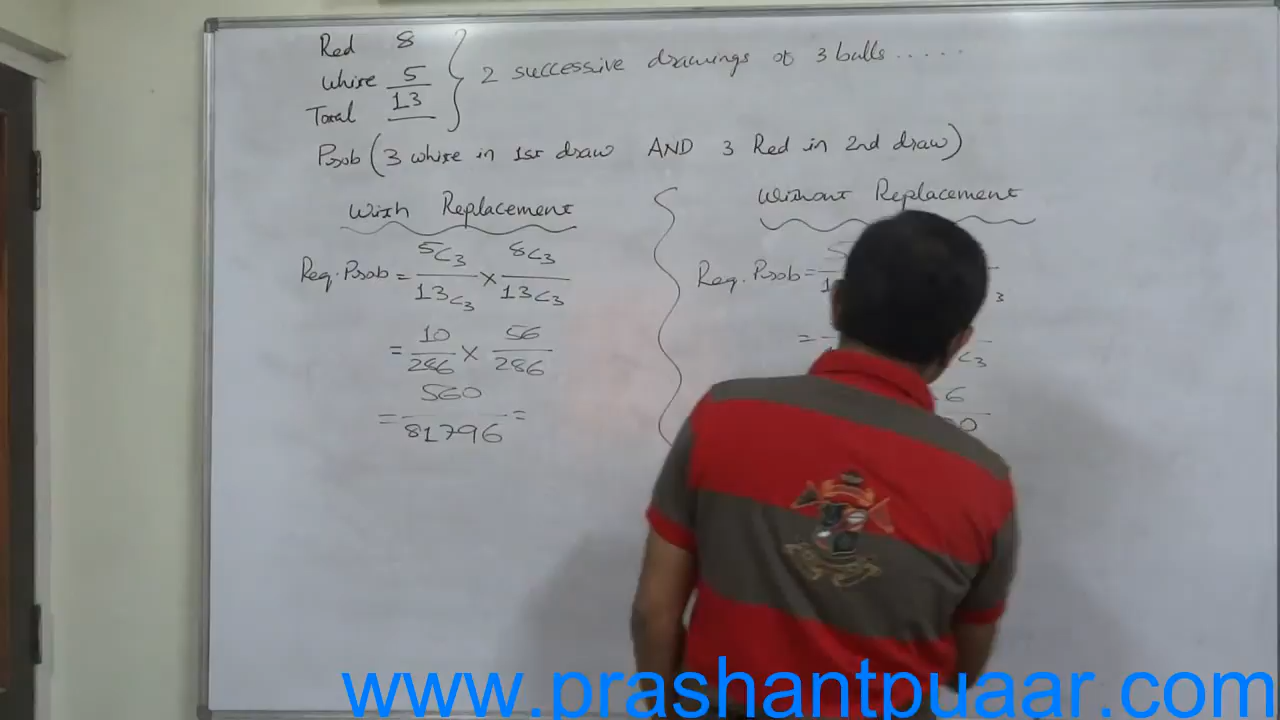 Red 8
White 5
Total 13
2 successive drawings of 3 balls.....
Prob (3 white in 1st draw AND 3 Red in 2nd draw)
With Replacement
Req. Prob = 5C3/13C3 × 8C3/13C3
= 10/286 × 56/286
= 560/81796 =
Without Replacement
Req. Prob =
=
www.prashantpuaar.com